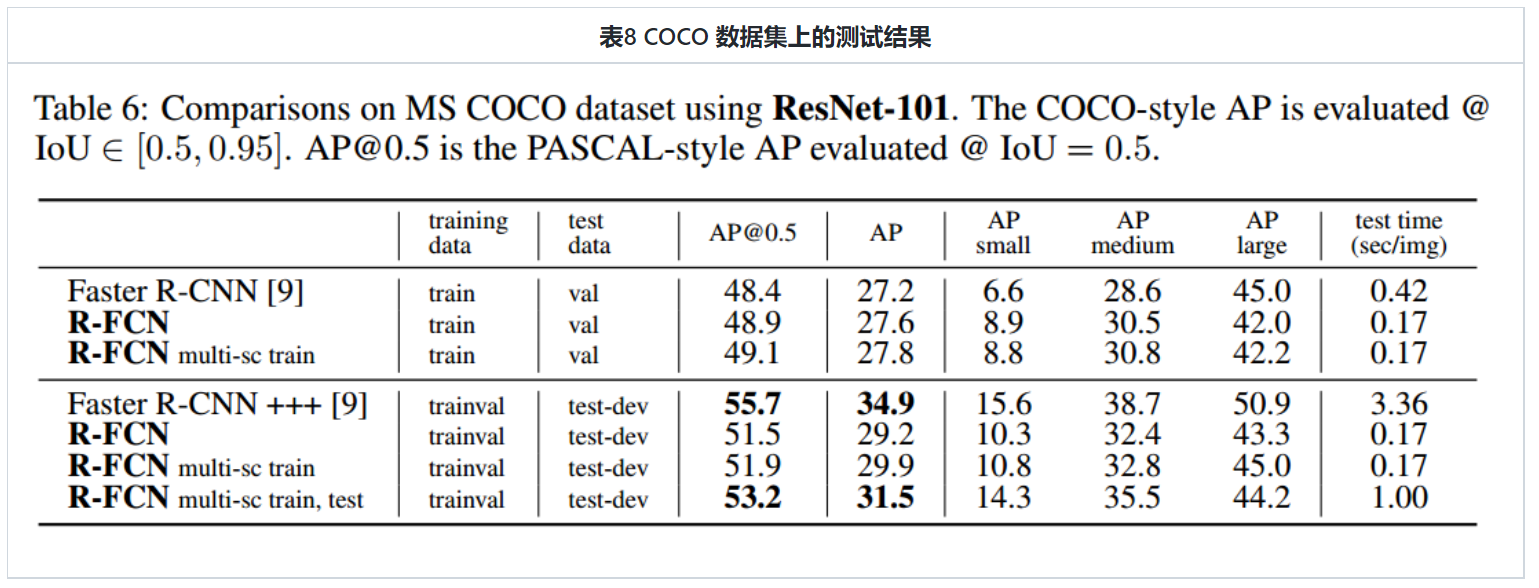 表8 COCO 数据集上的测试结果
Table 6: Comparisons on MS COCO dataset using ResNet-101. The COCO-style AP is evaluated @
IoU ∈ [0.5, 0.95]. AP@0.5 is the PASCAL-style AP evaluated @ IoU = 0.5.
training data test data AP@0.5 AP AP small AP medium AP large test time (sec/img)
Faster R-CNN [9] train val 48.4 27.2 6.6 28.6 45.0 0.42
R-FCN train val 48.9 27.6 8.9 30.5 42.0 0.17
R-FCN multi-sc train train val 49.1 27.8 8.8 30.8 42.2 0.17
Faster R-CNN +++ [9] trainval test-dev 55.7 34.9 15.6 38.7 50.9 3.36
R-FCN trainval test-dev 51.5 29.2 10.3 32.4 43.3 0.17
R-FCN multi-sc train trainval test-dev 51.9 29.9 10.8 32.8 45.0 0.17
R-FCN multi-sc train, test trainval test-dev 53.2 31.5 14.3 35.5 44.2 1.00